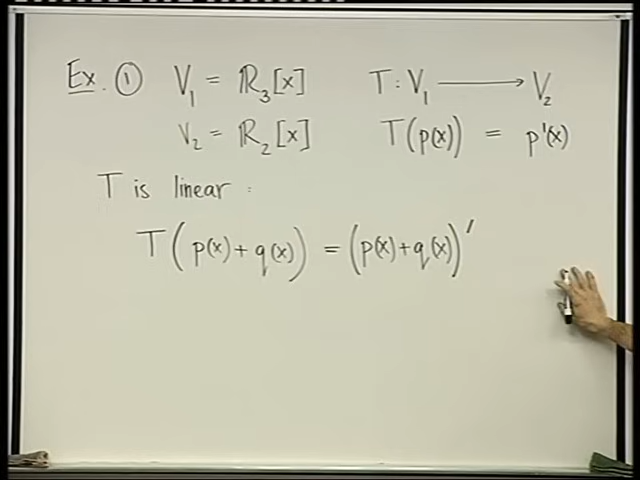 Ex. ① V₁ = ℝ₃[x] T : V₁ ⟶ V₂
V₂ = ℝ₂[x] T(p(x)) = p'(x)
T is linear :
T(p(x) + q(x)) = (p(x) + q(x))'